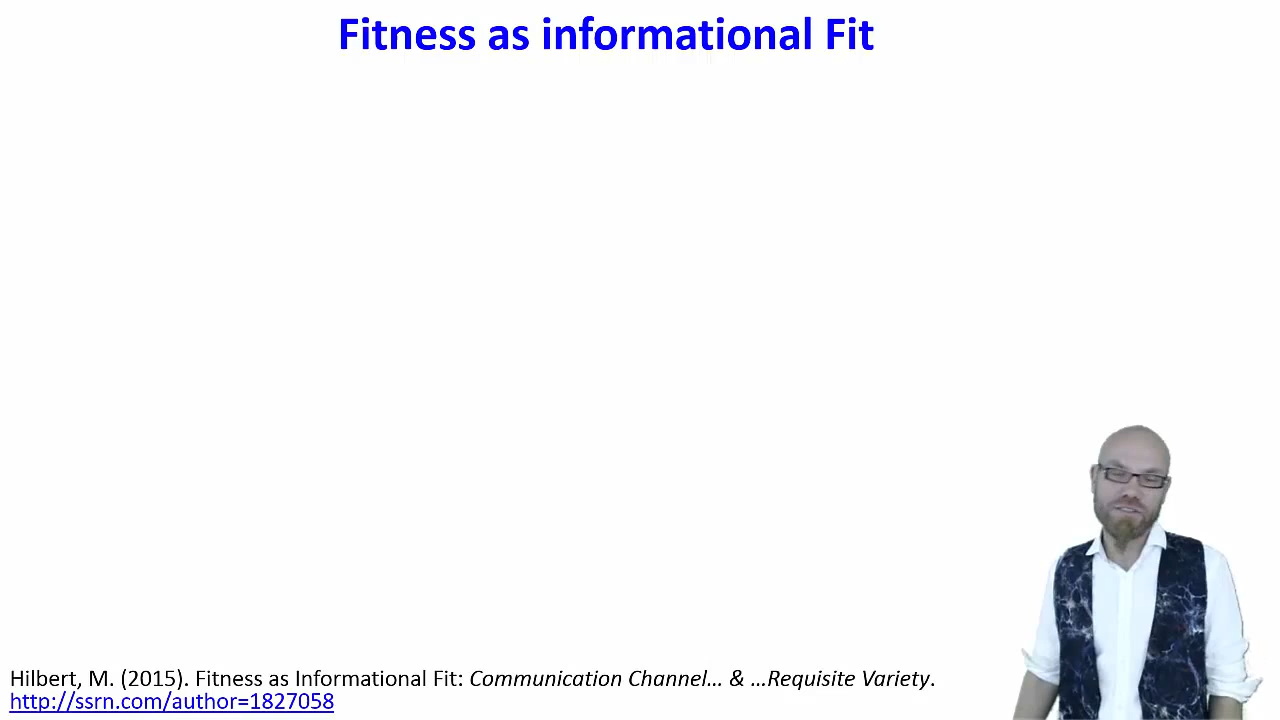 Fitness as informational Fit
Hilbert, M. (2015). Fitness as Informational Fit: Communication Channel… & …Requisite Variety.
http://ssrn.com/author=1827058